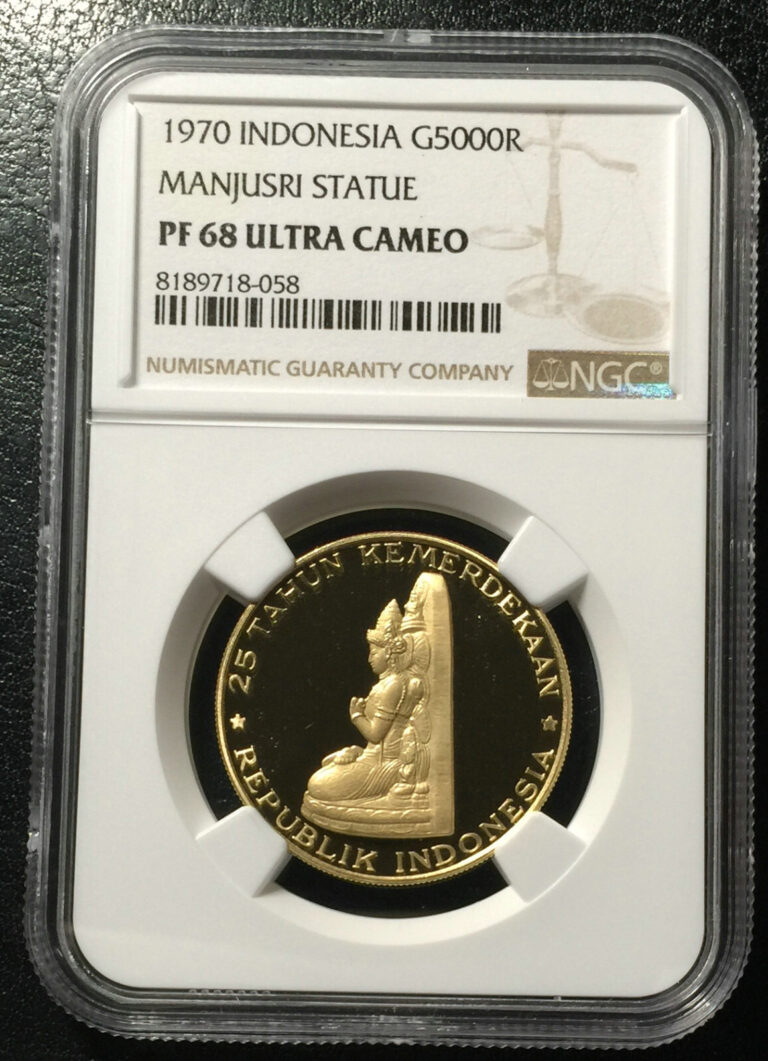 1970 INDONESIA G5000R
MANJUSRI STATUE
PF 68 ULTRA CAMEO
8189718-058
NUMISMATIC GUARANTY COMPANY
NGC®
★ 25 TAHUN KEMERDEKAAN ★
REPUBLIK INDONESIA